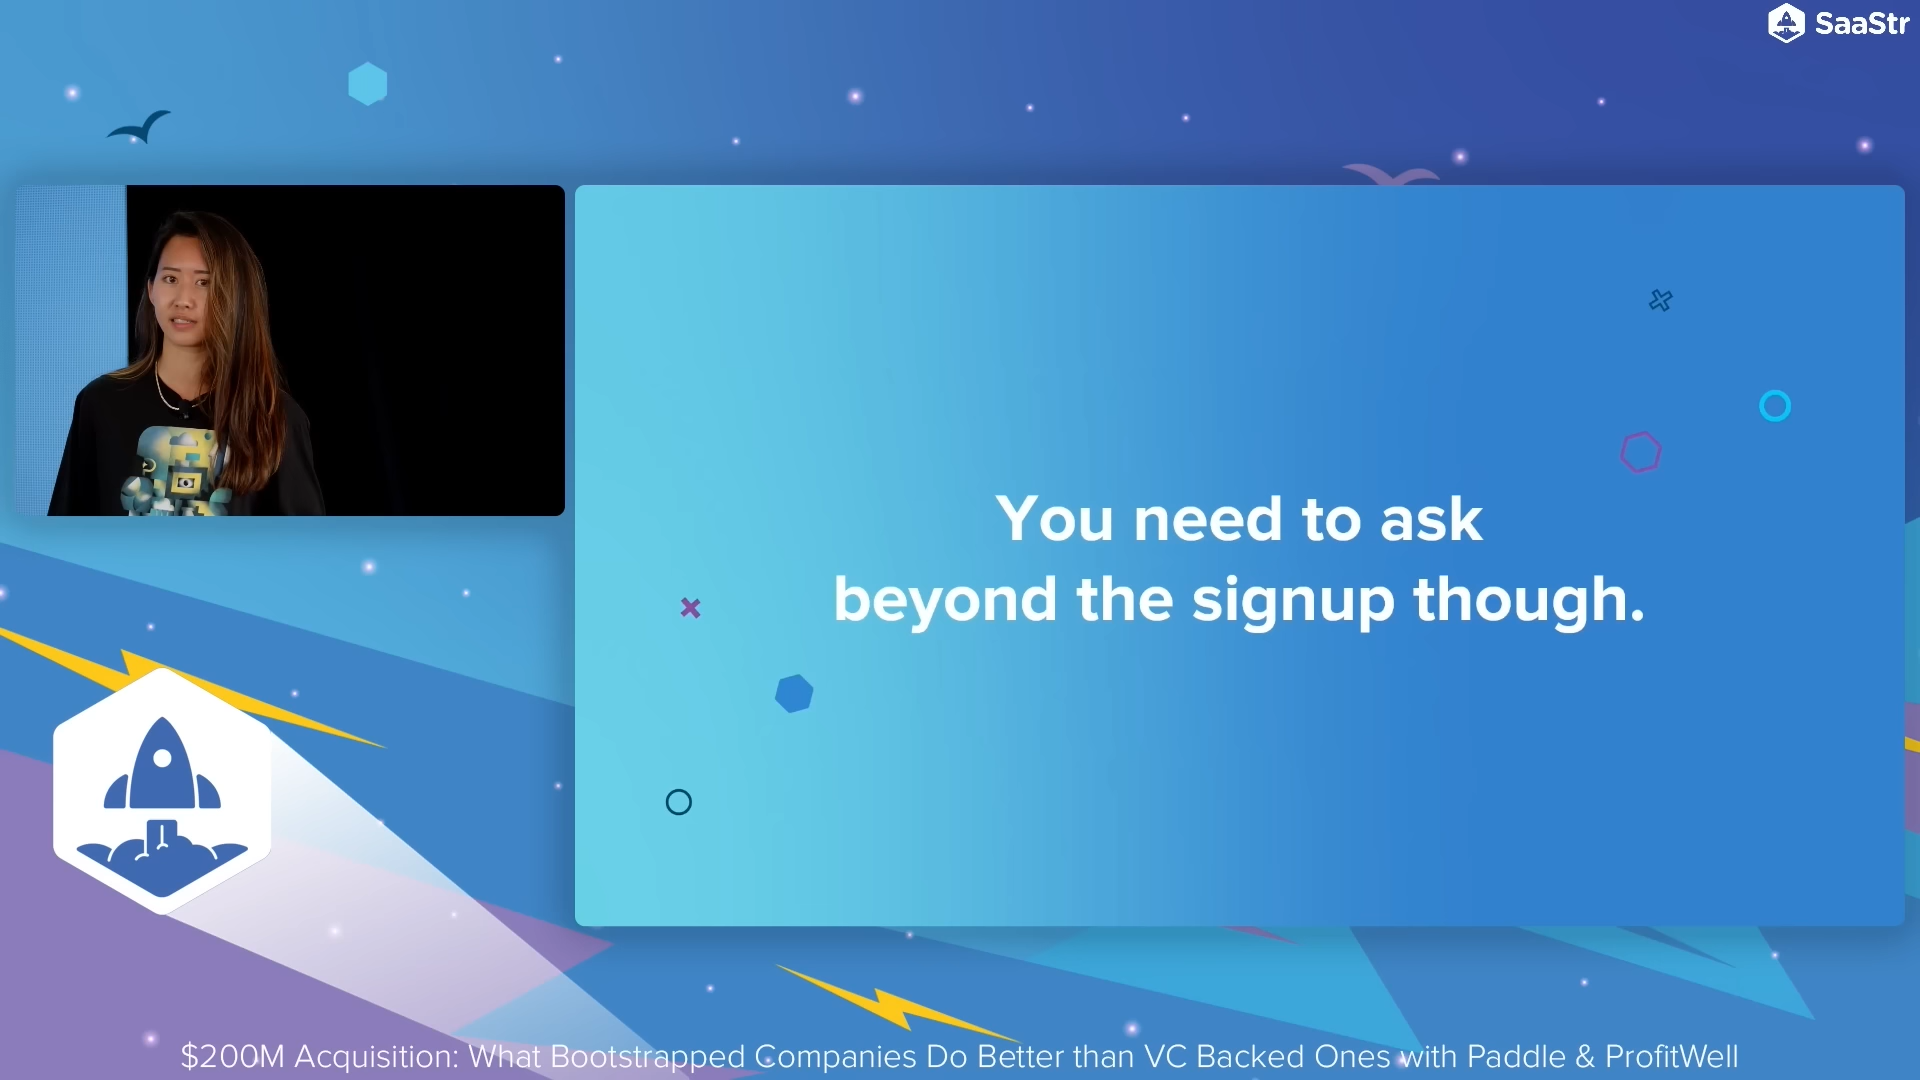 SaaStr
You need to ask
beyond the signup though.
$200M Acquisition: What Bootstrapped Companies Do Better than VC Backed Ones with Paddle & ProfitWell